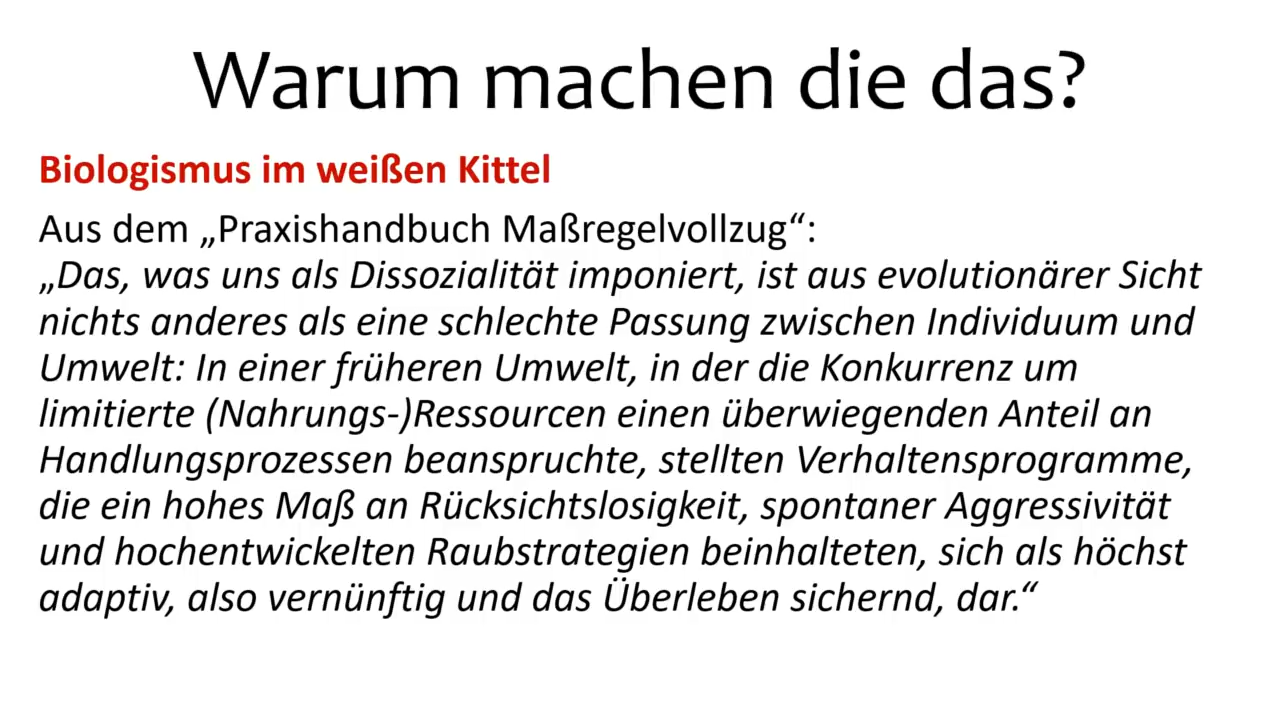 Warum machen die das?
Biologismus im weißen Kittel
Aus dem „Praxishandbuch Maßregelvollzug“:
„Das, was uns als Dissozialität imponiert, ist aus evolutionärer Sicht
nichts anderes als eine schlechte Passung zwischen Individuum und
Umwelt: In einer früheren Umwelt, in der die Konkurrenz um
limitierte (Nahrungs-)Ressourcen einen überwiegenden Anteil an
Handlungsprozessen beanspruchte, stellten Verhaltensprogramme,
die ein hohes Maß an Rücksichtslosigkeit, spontaner Aggressivität
und hochentwickelten Raubstrategien beinhalteten, sich als höchst
adaptiv, also vernünftig und das Überleben sichernd, dar.“